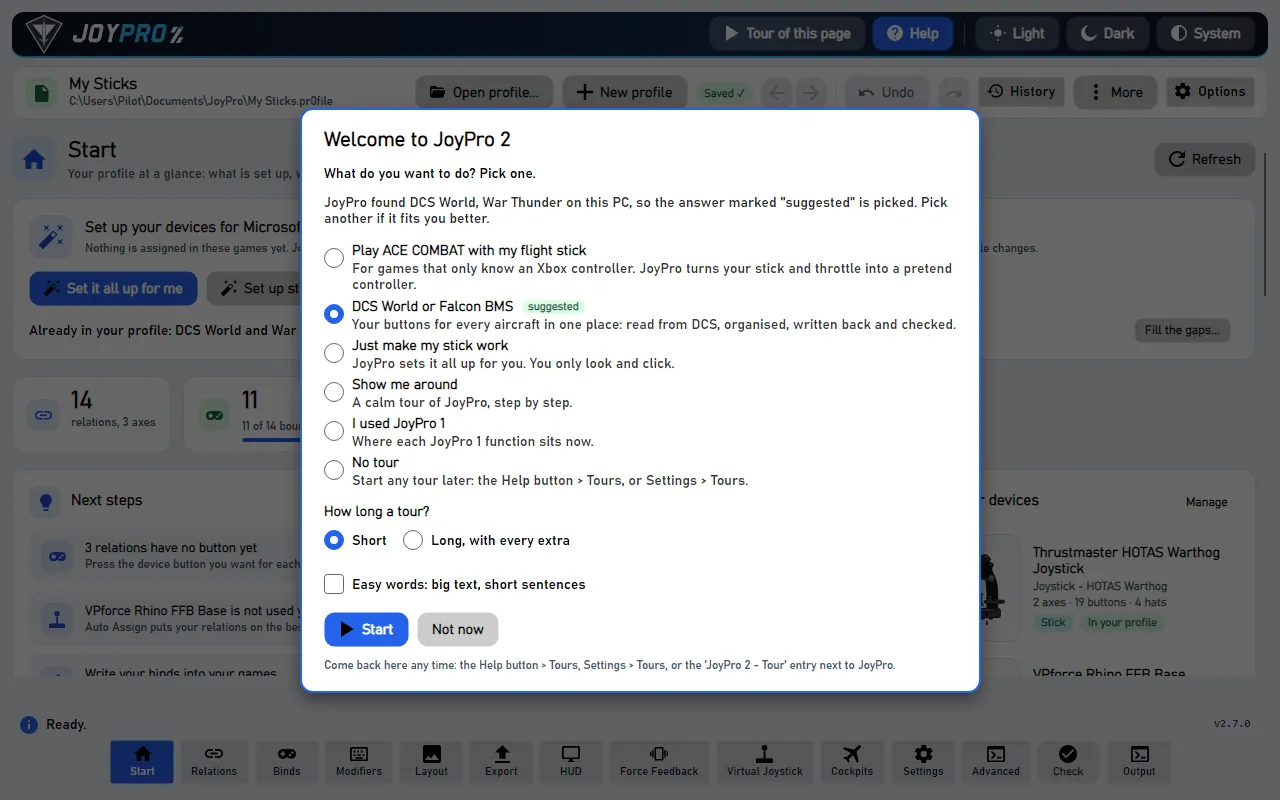 JOYPRO 2
Tour of this page
Help
Light
Dark
System
My Sticks
C:\Users\Pilot\Documents\JoyPro\My Sticks.pr0file
Open profile...
New profile
Saved ✓
Undo
History
More
Options
Start
Your profile at a glance: what is set up, w
Refresh
Set up your devices for Microsof
Nothing is assigned in these games yet. Jo
le changes.
Set it all up for me
Set up st
Already in your profile: DCS World and War
Fill the gaps...
14
relations, 3 axes
11
11 of 14 boun
Next steps
3 relations have no button yet
Press the device button you want for each
VPforce Rhino FFB Base is not used y
Auto Assign puts your relations on the be
Write your binds into your games
r devices
Manage
Thrustmaster HOTAS Warthog
Joystick
Joystick - HOTAS Warthog
2 axes · 19 buttons · 4 hats
Stick
In your profile
VPforce Rhino FFB Base
Welcome to JoyPro 2
What do you want to do? Pick one.
JoyPro found DCS World, War Thunder on this PC, so the answer marked "suggested" is picked. Pick
another if it fits you better.
Play ACE COMBAT with my flight stick
For games that only know an Xbox controller. JoyPro turns your stick and throttle into a pretend
controller.
DCS World or Falcon BMS suggested
Your buttons for every aircraft in one place: read from DCS, organised, written back and checked.
Just make my stick work
JoyPro sets it all up for you. You only look and click.
Show me around
A calm tour of JoyPro, step by step.
I used JoyPro 1
Where each JoyPro 1 function sits now.
No tour
Start any tour later: the Help button > Tours, or Settings > Tours.
How long a tour?
Short
Long, with every extra
Easy words: big text, short sentences
Start
Not now
Come back here any time: the Help button > Tours, Settings > Tours, or the 'JoyPro 2 - Tour' entry next to JoyPro.
Ready.
v2.7.0
Start
Relations
Binds
Modifiers
Layout
Export
HUD
Force Feedback
Virtual Joystick
Cockpits
Settings
Advanced
Check
Output